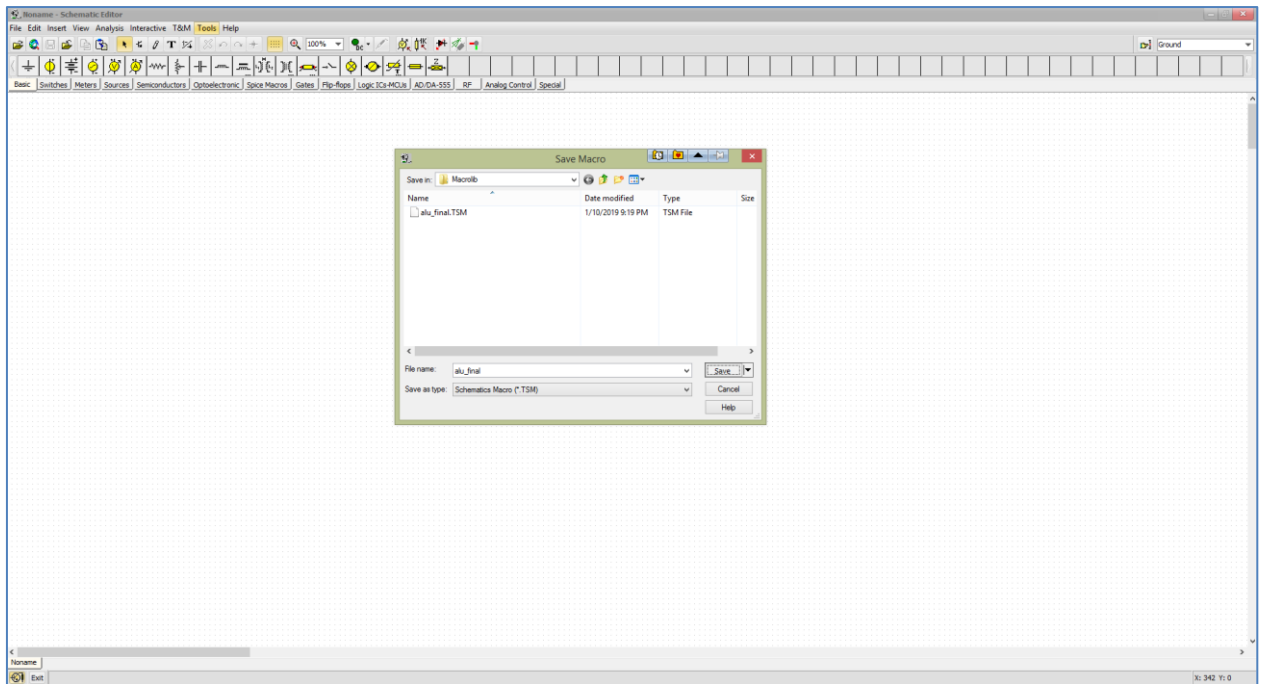 Noname - Schematic Editor
File Edit Insert View Analysis Interactive T&M Tools Help
100% Ground
Basic Switches Meters Sources Semiconductors Optoelectronic Spice Macros Gates Flip-flops Logic ICs-MCUs AD/DA-555 RF Analog Control Special
Save Macro
Save in: Macrolib
Name Date modified Type Size
alu_final.TSM 1/10/2019 9:19 PM TSM File
File name: alu_final Save
Save as type: Schematics Macro (*.TSM) Cancel
Help
Noname
Exit X: 342 Y: 0